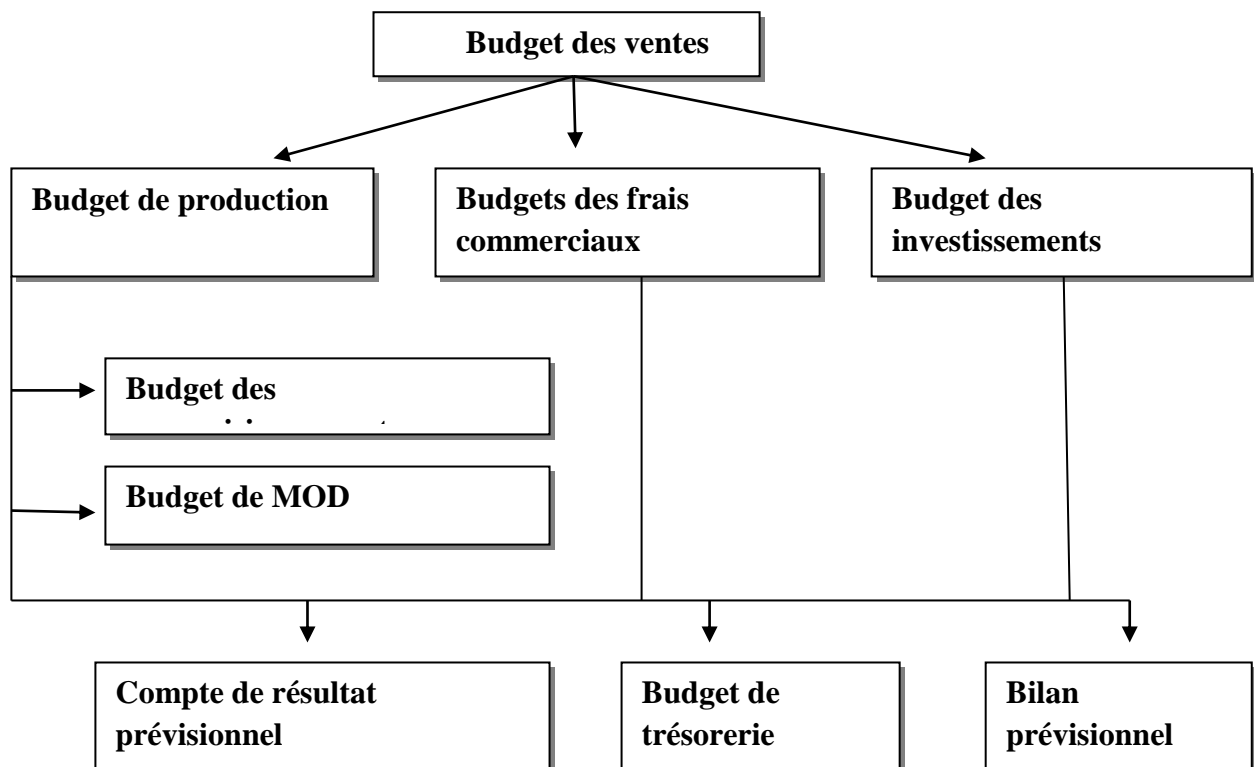 Budget des ventes
Budget de production
Budgets des frais
commerciaux
Budget des
investissements
Budget des
Budget de MOD
Compte de résultat
prévisionnel
Budget de
trésorerie
Bilan
prévisionnel